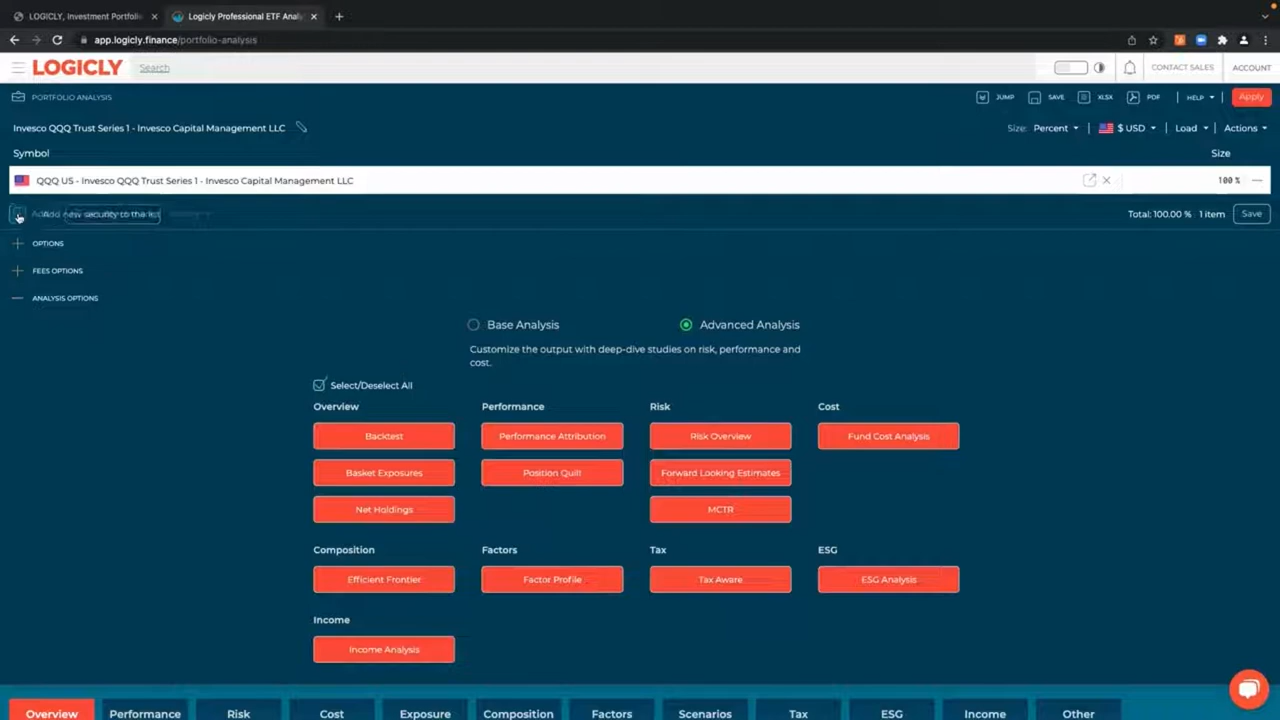 LOGICLY, Investment Portfoli
Logicly Professional ETF Analy
app.logicly.finance/portfolio-analysis
LOGICLY
Search
CONTACT SALES
ACCOUNT
PORTFOLIO ANALYSIS
JUMP
SAVE
XLSX
PDF
HELP
Apply
Invesco QQQ Trust Series 1 - Invesco Capital Management LLC
Size: Percent
$ USD
Load
Actions
Symbol
Size
QQQ US - Invesco QQQ Trust Series 1 - Invesco Capital Management LLC
100 %
Add new security to the list
Total: 100.00 % 1 item
Save
OPTIONS
FEES OPTIONS
ANALYSIS OPTIONS
Base Analysis
Advanced Analysis
Customize the output with deep-dive studies on risk, performance and
cost.
Select/Deselect All
Overview
Performance
Risk
Cost
Backtest
Performance Attribution
Risk Overview
Fund Cost Analysis
Basket Exposures
Position Quilt
Forward Looking Estimates
Net Holdings
MCTR
Composition
Factors
Tax
ESG
Efficient Frontier
Factor Profile
Tax Aware
ESG Analysis
Income
Income Analysis
Overview
Performance
Risk
Cost
Exposure
Composition
Factors
Scenarios
Tax
ESG
Income
Other